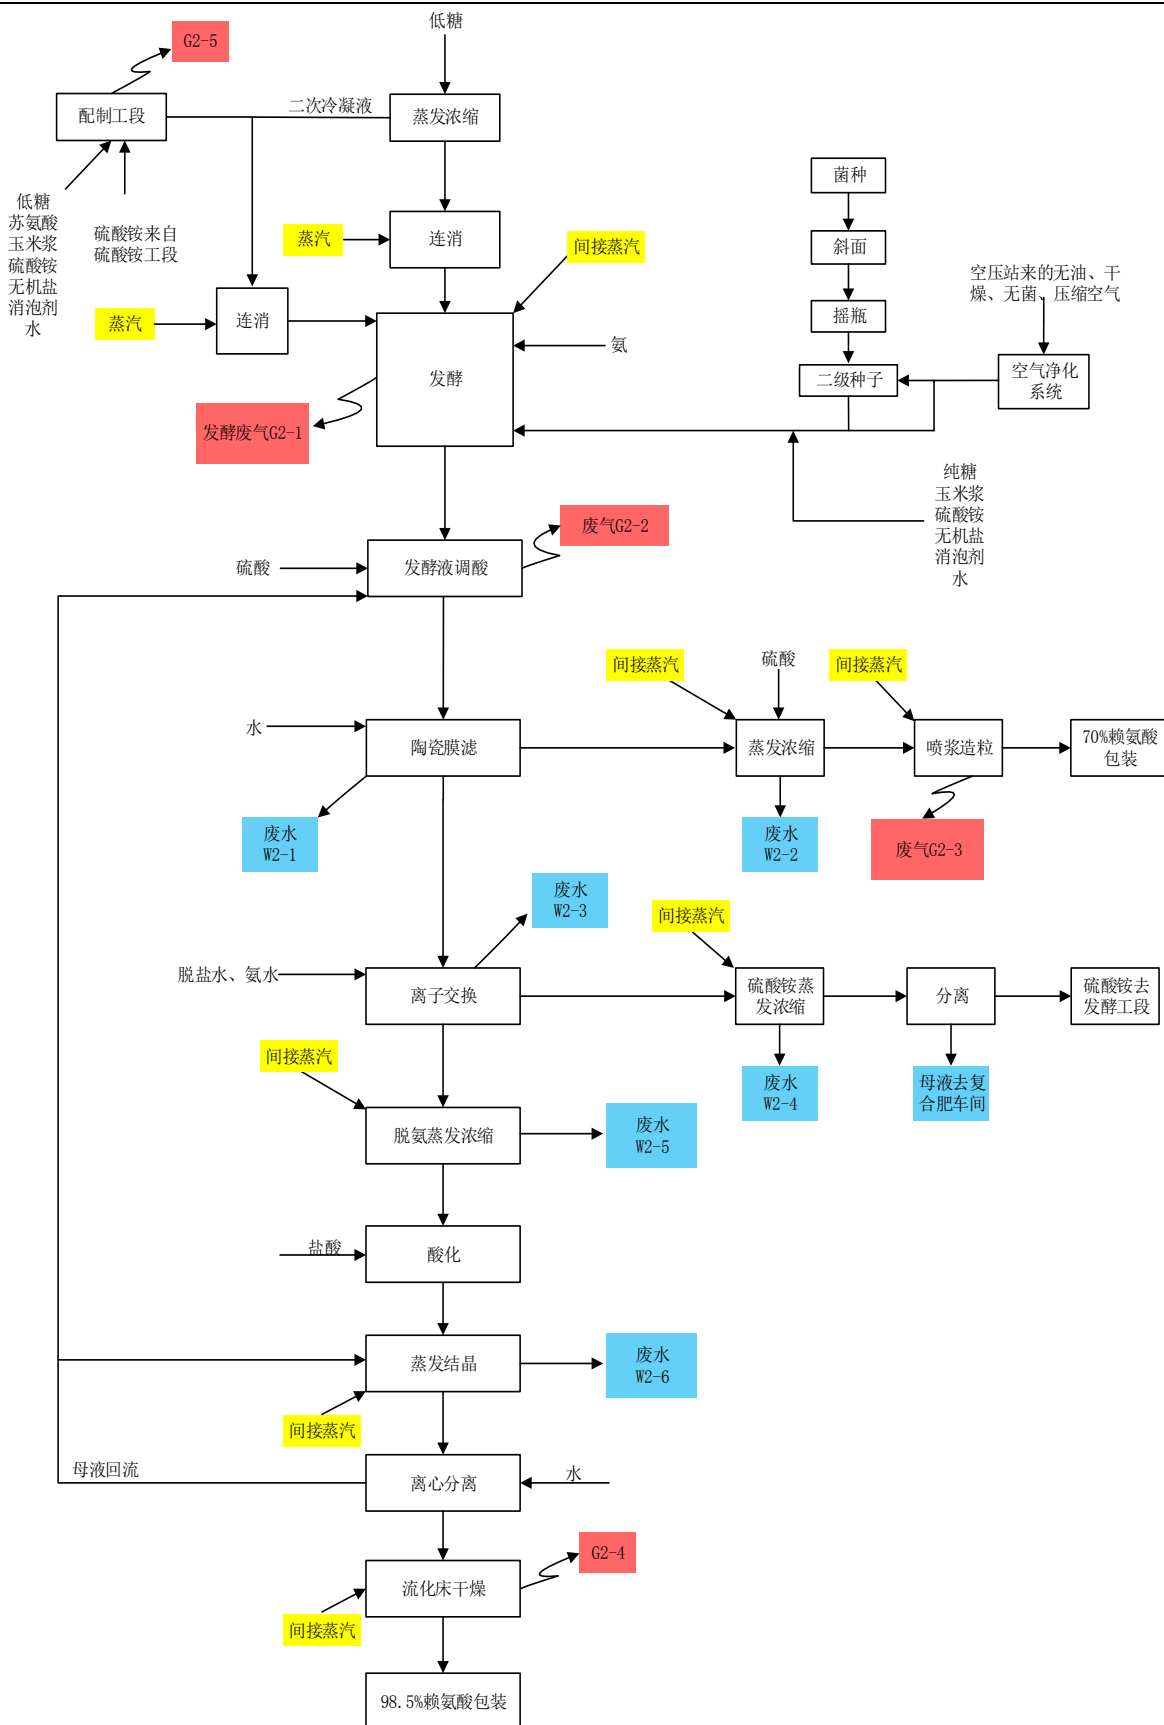 低糖
G2-5
配制工段
二次冷凝液
蒸发浓缩
菌种
低糖
苏氨酸
玉米浆
硫酸铵
无机盐
消泡剂
水
硫酸铵来自
硫酸铵工段
蒸汽
连消
间接蒸汽
斜面
空压站来的无油、干
燥、无菌、压缩空气
蒸汽
连消
摇瓶
氨
发酵
二级种子
空气净化
系统
发酵废气G2-1
纯糖
玉米浆
硫酸铵
无机盐
消泡剂
水
废气G2-2
硫酸
发酵液调酸
间接蒸汽
硫酸
间接蒸汽
水
陶瓷膜滤
蒸发浓缩
喷浆造粒
70%赖氨酸
包装
废水
W2-1
废水
W2-2
废气G2-3
废水
W2-3
间接蒸汽
脱盐水、氨水
离子交换
硫酸铵蒸
发浓缩
分离
硫酸铵去
发酵工段
间接蒸汽
废水
W2-4
母液去复
合肥车间
脱氨蒸发浓缩
废水
W2-5
盐酸
酸化
蒸发结晶
废水
W2-6
间接蒸汽
母液回流
离心分离
水
G2-4
流化床干燥
间接蒸汽
98.5%赖氨酸包装